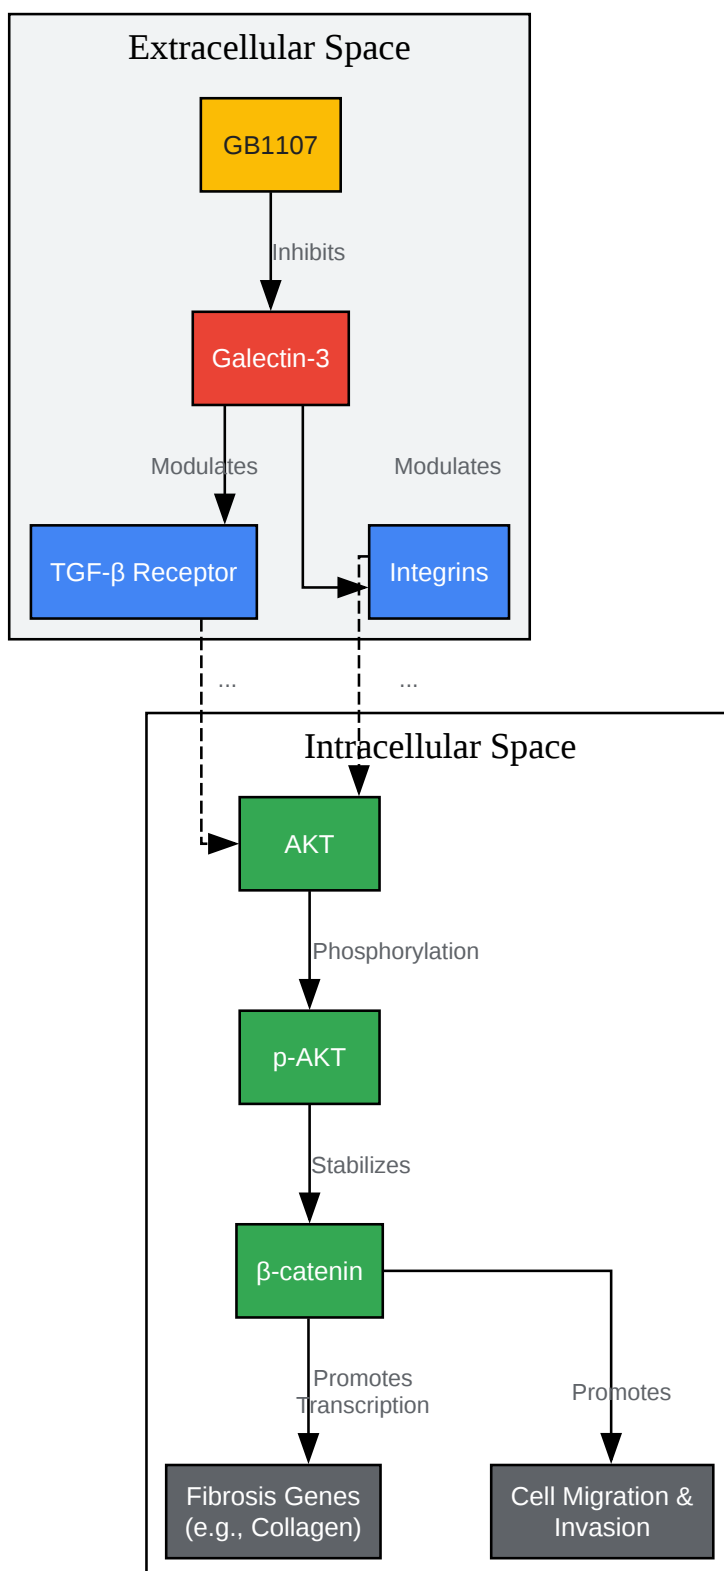 Extracellular Space
GB1107
Inhibits
Galectin-3
Modulates
Modulates
TGF-β Receptor
Integrins
...
...
Intracellular Space
AKT
Phosphorylation
p-AKT
Stabilizes
β-catenin
Promotes
Transcription
Promotes
Fibrosis Genes
(e.g., Collagen)
Cell Migration &
Invasion